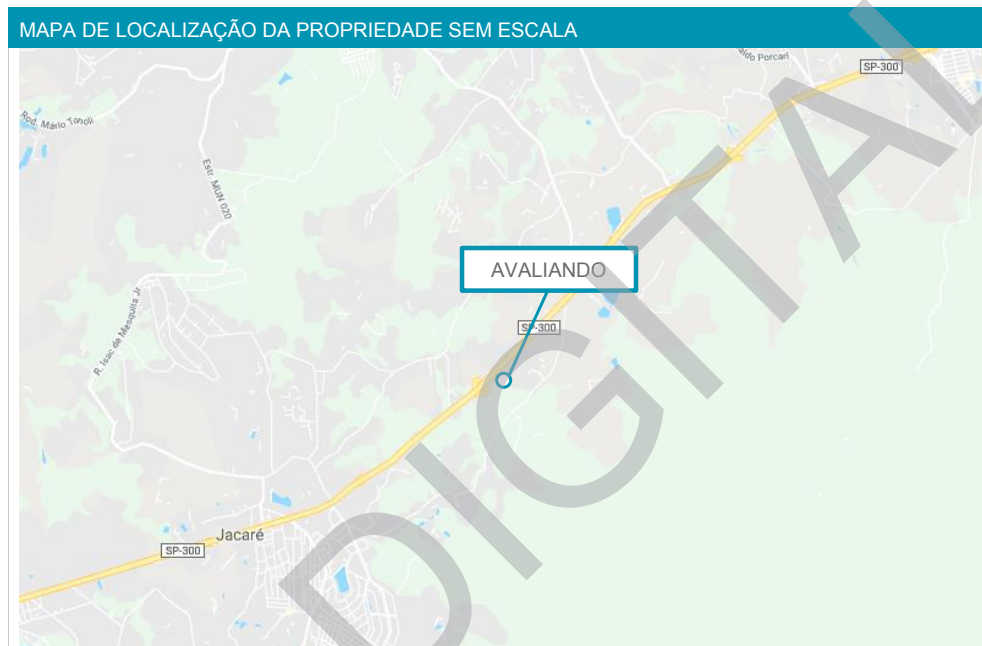 MAPA DE LOCALIZAÇÃO DA PROPRIEDADE SEM ESCALA
Porcari
SP-300
Rod. Mário Tonoli
Estr. MUN 020
AVALIANDO
SP-300
R. Isac de Mesquita Jr
Jacaré
SP-300
DIGITAL